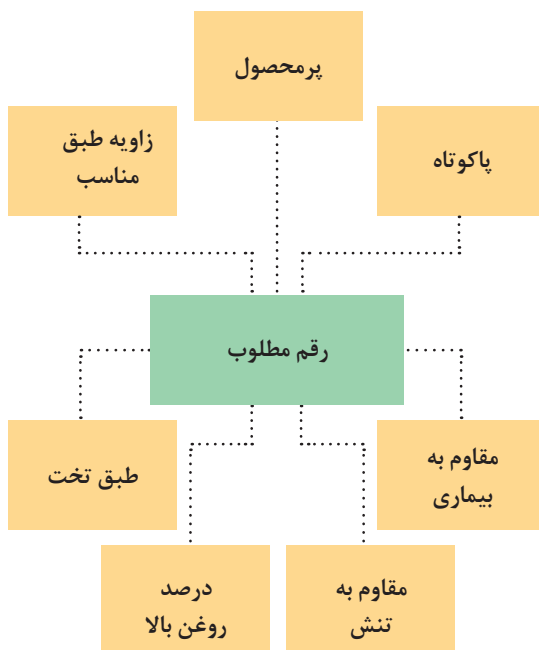 پرمحصول
پاکوتاه
زاویه طبق
مناسب
رقم مطلوب
مقاوم به
بیماری
طبق تخت
مقاوم به
تنش
درصد
روغن بالا